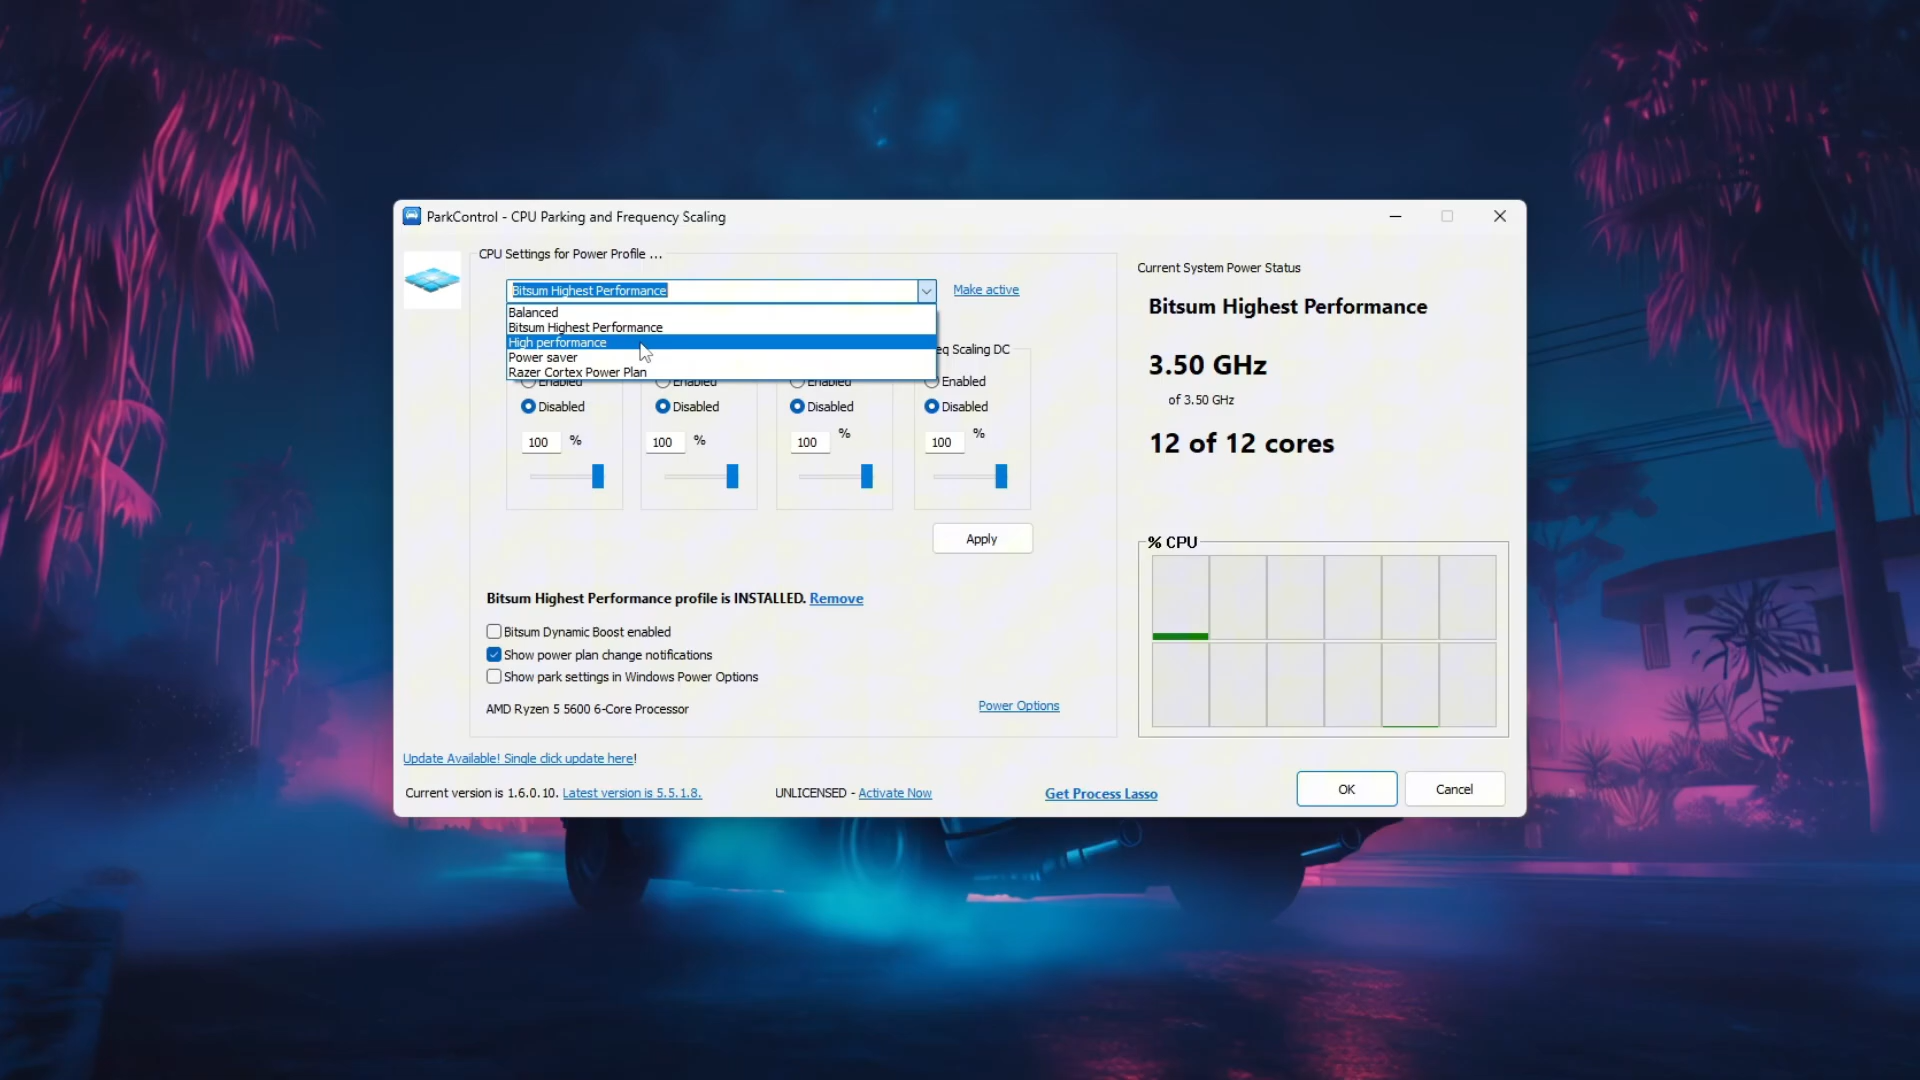 ParkControl - CPU Parking and Frequency Scaling
CPU Settings for Power Profile ...
Bitsum Highest Performance
Make active
Balanced
Bitsum Highest Performance
High performance
Power saver
Razer Cortex Power Plan
Scaling DC
Enabled
Enabled
Enabled
Enabled
Disabled
Disabled
Disabled
Disabled
100 %
100 %
100 %
100 %
Apply
Bitsum Highest Performance profile is INSTALLED. Remove
Bitsum Dynamic Boost enabled
Show power plan change notifications
Show park settings in Windows Power Options
AMD Ryzen 5 5600 6-Core Processor
Power Options
Current System Power Status
Bitsum Highest Performance
3.50 GHz
of 3.50 GHz
12 of 12 cores
% CPU
Update Available! Single click update here!
Current version is 1.6.0.10. Latest version is 5.5.1.8.
UNLICENSED - Activate Now
Get Process Lasso
OK
Cancel